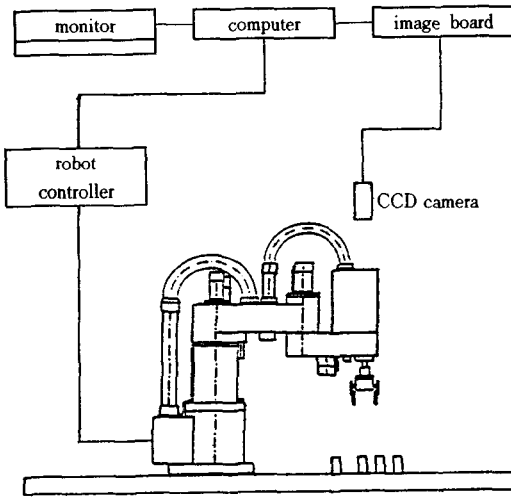 monitor
computer
image board
robot
controller
CCD camera